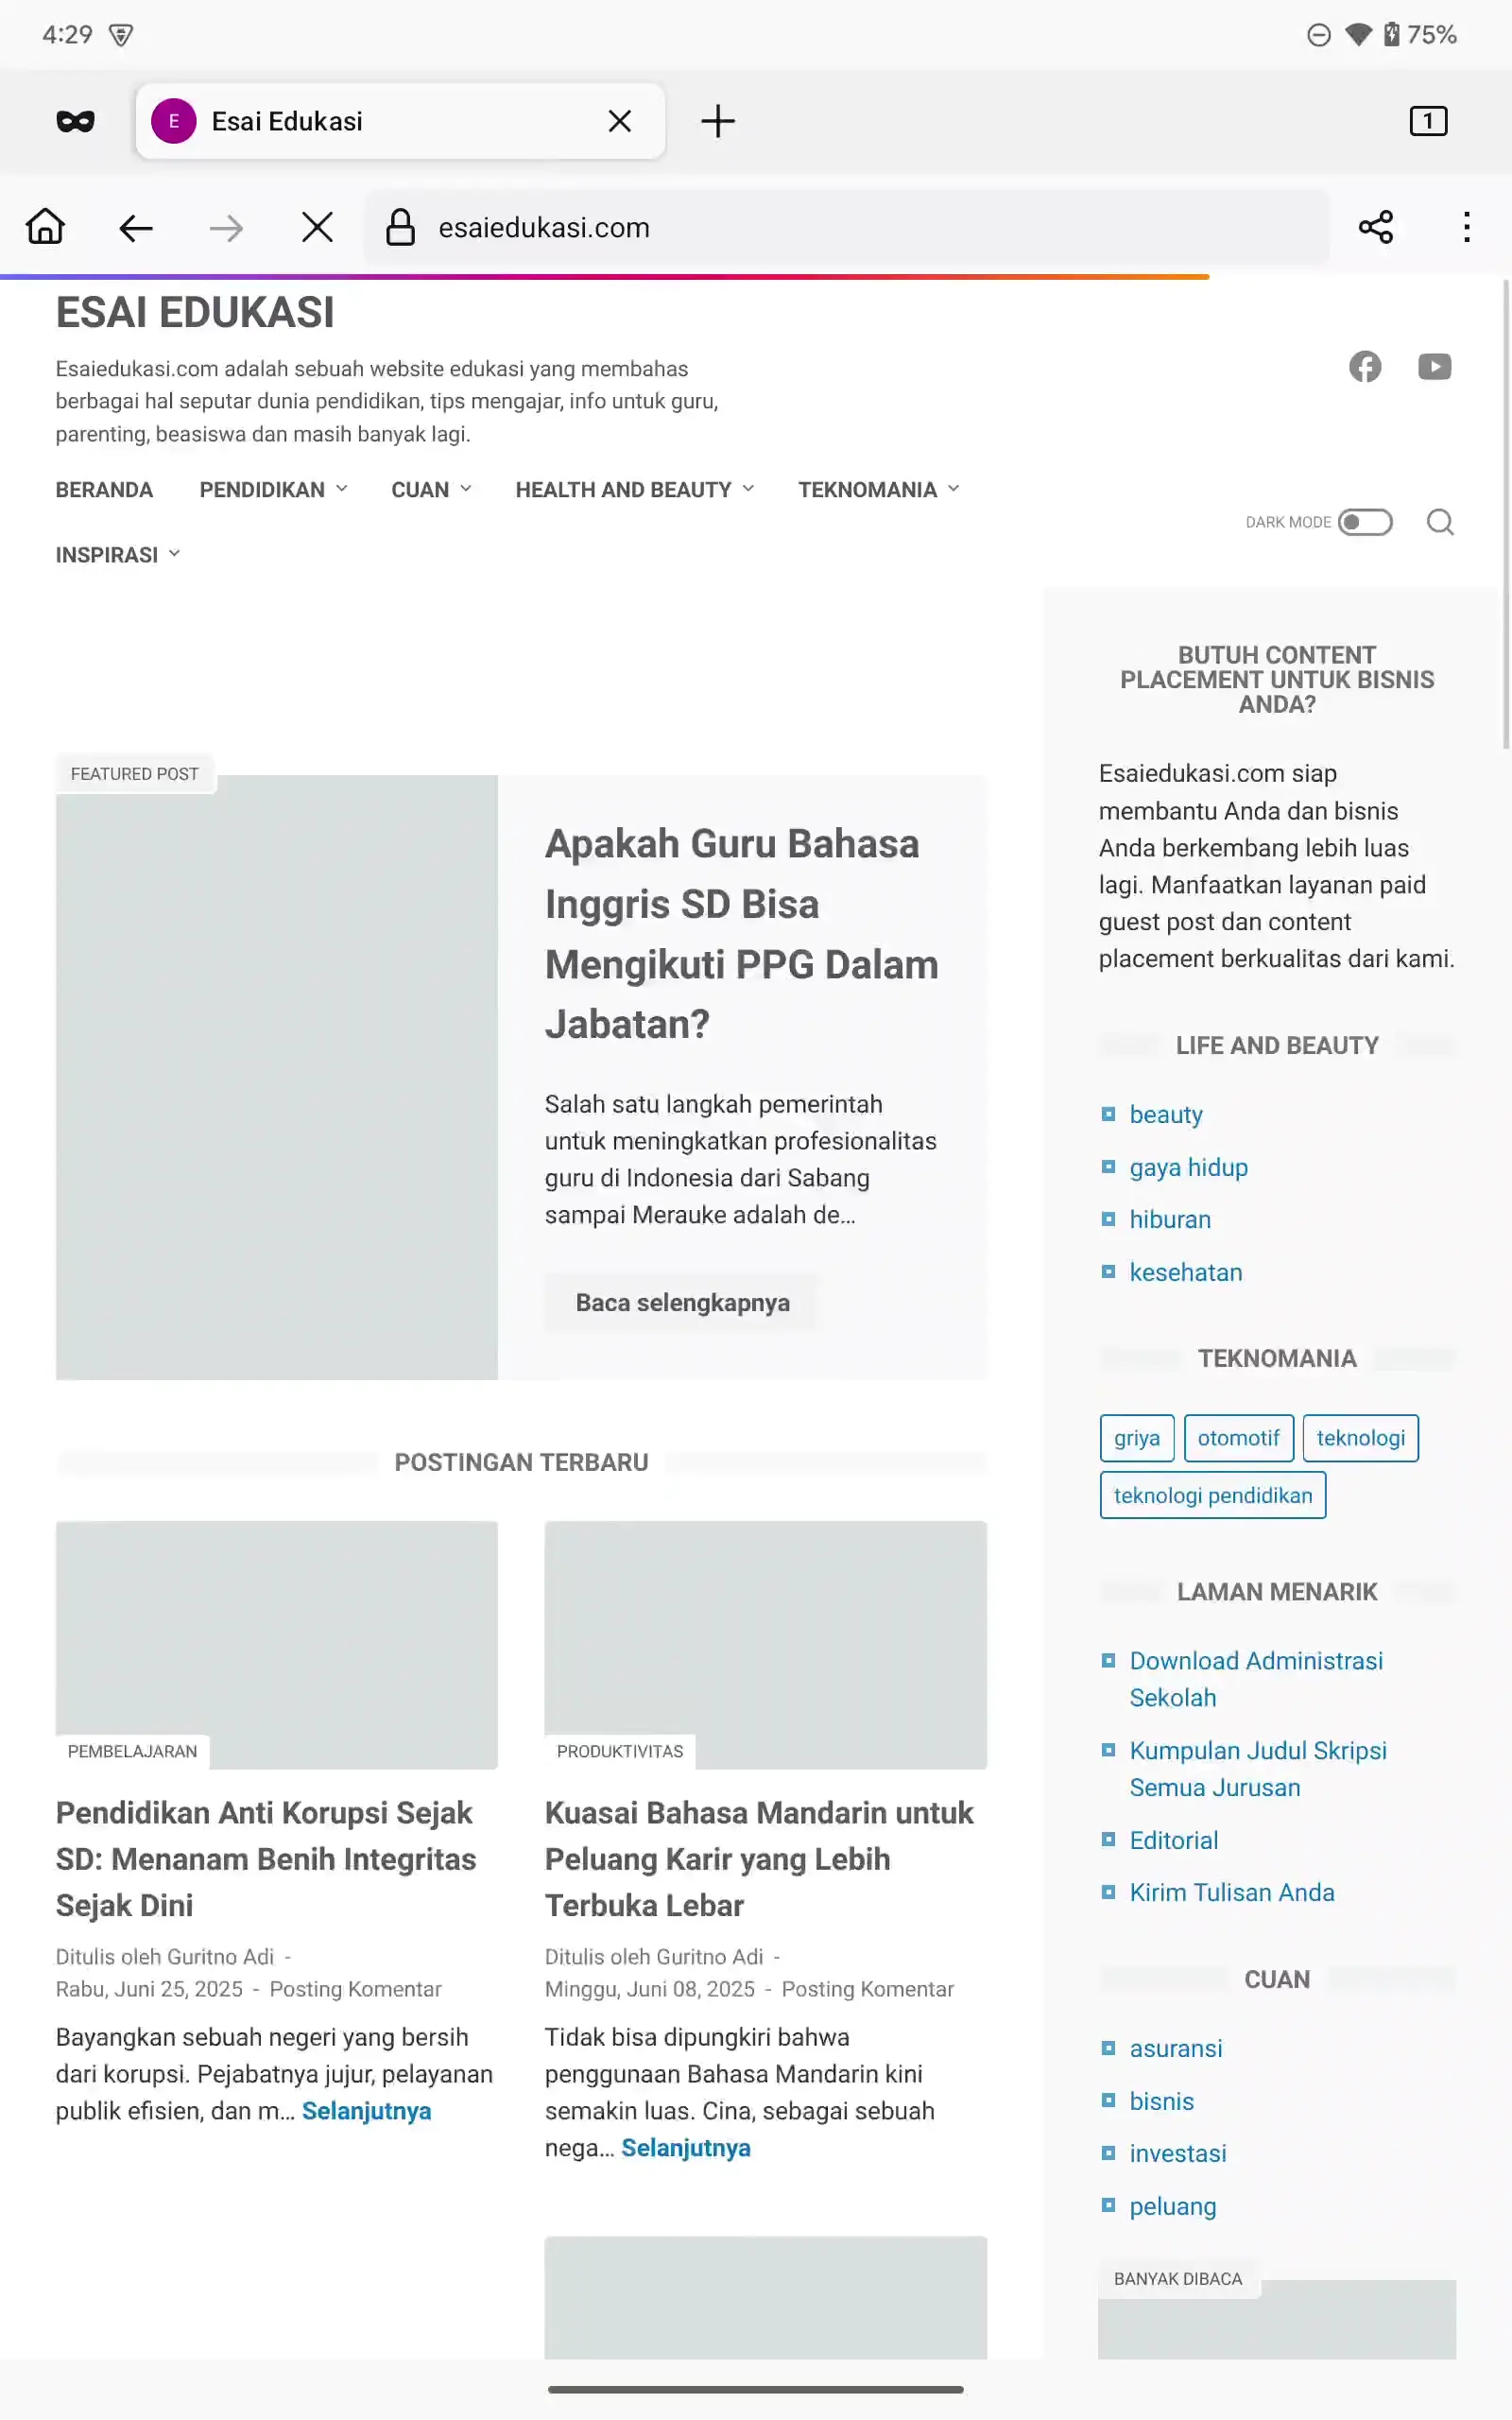 4:29
75%
E
Esai Edukasi
1
esaiedukasi.com
ESAI EDUKASI
Esaiedukasi.com adalah sebuah website edukasi yang membahas
berbagai hal seputar dunia pendidikan, tips mengajar, info untuk guru,
parenting, beasiswa dan masih banyak lagi.
BERANDA
PENDIDIKAN
CUAN
HEALTH AND BEAUTY
TEKNOMANIA
INSPIRASI
DARK MODE
FEATURED POST
Apakah Guru Bahasa
Inggris SD Bisa
Mengikuti PPG Dalam
Jabatan?
Salah satu langkah pemerintah
untuk meningkatkan profesionalitas
guru di Indonesia dari Sabang
sampai Merauke adalah de…
Baca selengkapnya
POSTINGAN TERBARU
PEMBELAJARAN
Pendidikan Anti Korupsi Sejak
SD: Menanam Benih Integritas
Sejak Dini
Ditulis oleh Guritno Adi -
Rabu, Juni 25, 2025 - Posting Komentar
Bayangkan sebuah negeri yang bersih
dari korupsi. Pejabatnya jujur, pelayanan
publik efisien, dan m… Selanjutnya
PRODUKTIVITAS
Kuasai Bahasa Mandarin untuk
Peluang Karir yang Lebih
Terbuka Lebar
Ditulis oleh Guritno Adi -
Minggu, Juni 08, 2025 - Posting Komentar
Tidak bisa dipungkiri bahwa
penggunaan Bahasa Mandarin kini
semakin luas. Cina, sebagai sebuah
nega… Selanjutnya
BUTUH CONTENT
PLACEMENT UNTUK BISNIS
ANDA?
Esaiedukasi.com siap
membantu Anda dan bisnis
Anda berkembang lebih luas
lagi. Manfaatkan layanan paid
guest post dan content
placement berkualitas dari kami.
LIFE AND BEAUTY
beauty
gaya hidup
hiburan
kesehatan
TEKNOMANIA
griya
otomotif
teknologi
teknologi pendidikan
LAMAN MENARIK
Download Administrasi
Sekolah
Kumpulan Judul Skripsi
Semua Jurusan
Editorial
Kirim Tulisan Anda
CUAN
asuransi
bisnis
investasi
peluang
BANYAK DIBACA